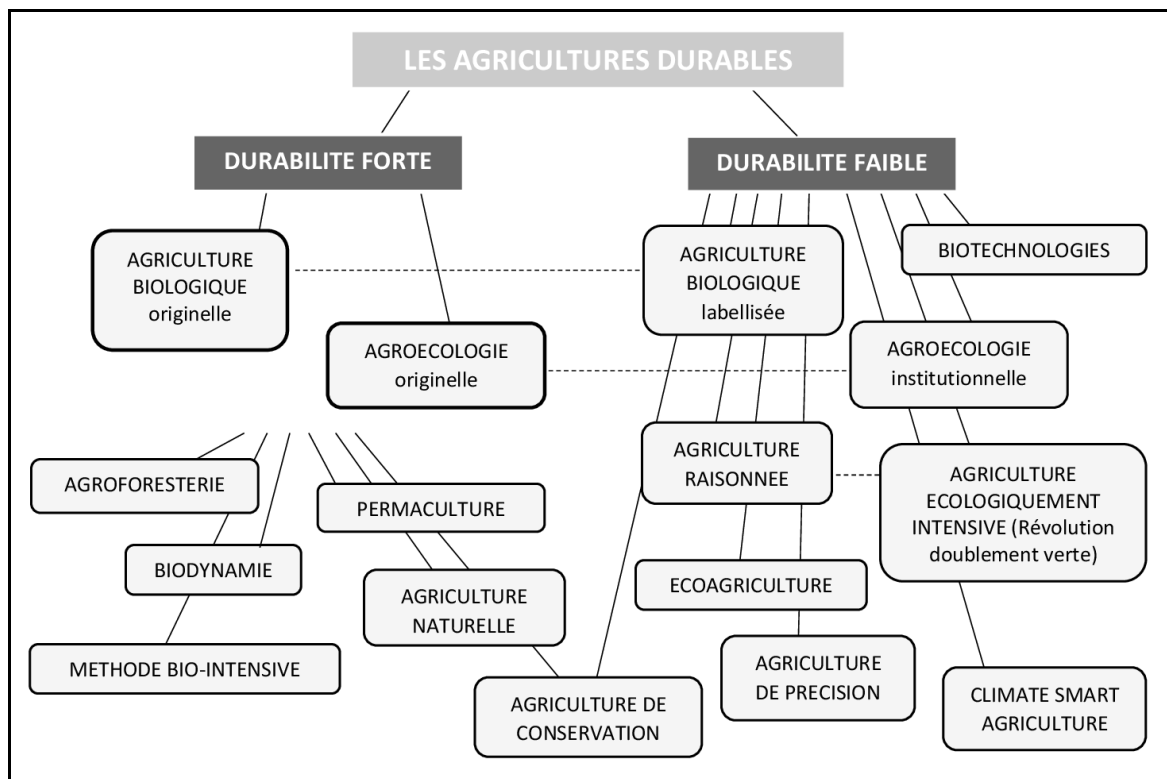 LES AGRICULTURES DURABLES
DURABILITE FORTE
DURABILITE FAIBLE
AGRICULTURE
BIOLOGIQUE
originelle
AGROECOLOGIE
originelle
AGRICULTURE
BIOLOGIQUE
labellisée
BIOTECHNOLOGIES
AGROECOLOGIE
institutionnelle
AGROFORESTERIE
PERMACULTURE
BIODYNAMIE
AGRICULTURE
NATURELLE
METHODE BIO-INTENSIVE
AGRICULTURE DE
CONSERVATION
AGRICULTURE
RAISONNEE
AGRICULTURE
ECOLOGIQUEMENT
INTENSIVE (Révolution
doublement verte)
ECOAGRICULTURE
AGRICULTURE
DE PRECISION
CLIMATE SMART
AGRICULTURE